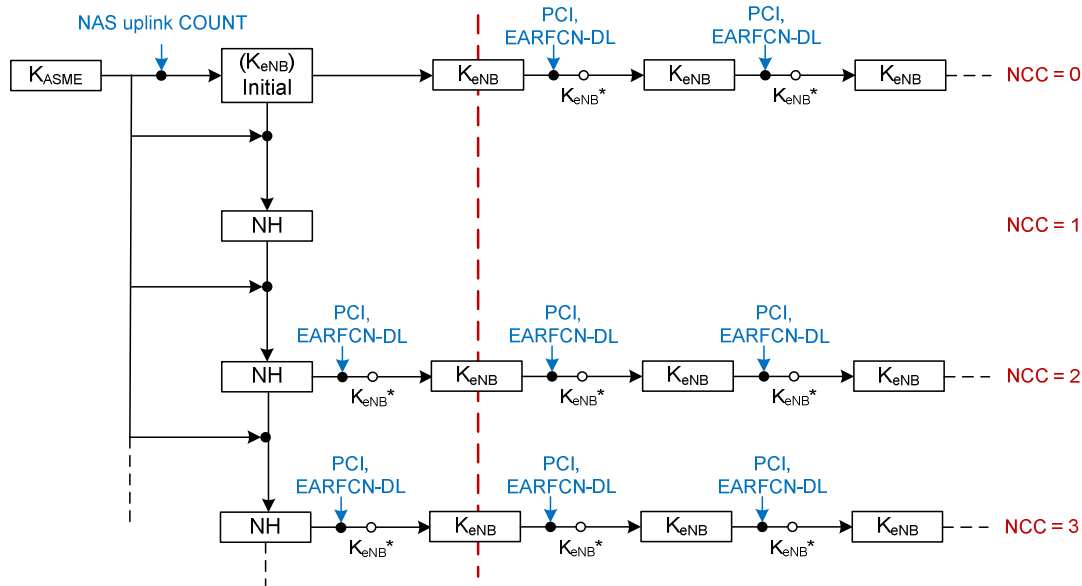 NAS uplink COUNT
PCI,
EARFCN-DL
PCI,
EARFCN-DL
KASME
(KeNB)
Initial
KeNB
KeNB*
KeNB
KeNB*
KeNB
NCC = 0
NH
NCC = 1
PCI,
EARFCN-DL
PCI,
EARFCN-DL
PCI,
EARFCN-DL
NH
KeNB*
KeNB
KeNB*
KeNB
KeNB*
KeNB
NCC = 2
PCI,
EARFCN-DL
PCI,
EARFCN-DL
PCI,
EARFCN-DL
NH
KeNB*
KeNB
KeNB*
KeNB
KeNB*
KeNB
NCC = 3